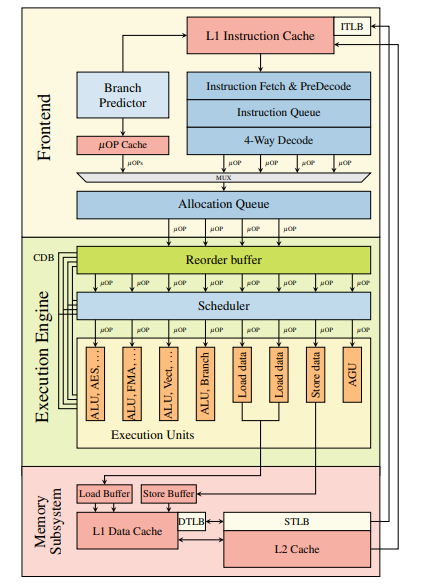 ITLB
L1 Instruction Cache
Frontend
Branch
Predictor
Instruction Fetch & PreDecode
Instruction Queue
μOP Cache
4-Way Decode
μOPs
μOP
μOP
μOP
μOP
MUX
Allocation Queue
μOP
μOP
μOP
μOP
CDB
Reorder buffer
Execution Engine
μOP
μOP
μOP
μOP
μOP
μOP
μOP
μOP
Scheduler
μOP
μOP
μOP
μOP
μOP
μOP
μOP
μOP
ALU, AES, ...
ALU, FMA, ...
ALU, Vect, ...
ALU, Branch
Load data
Load data
Store data
AGU
Execution Units
Memory
Subsystem
Load Buffer
Store Buffer
L1 Data Cache
DTLB
STLB
L2 Cache